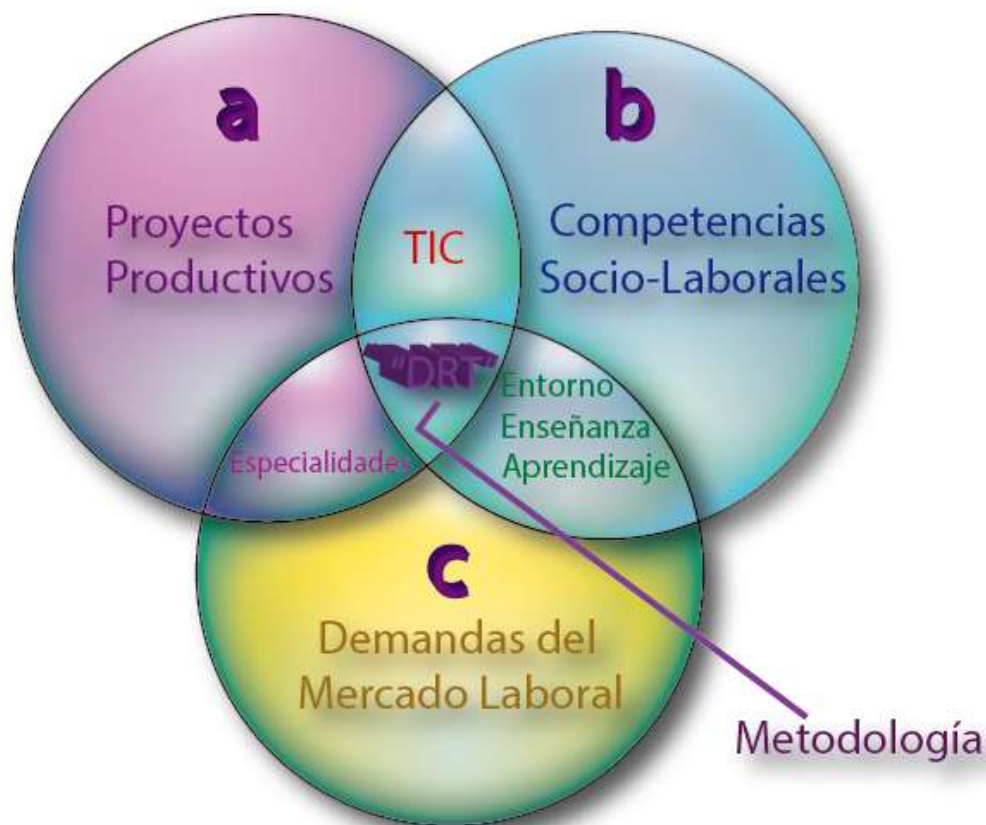 a
b
Proyectos
Productivos
TIC
Competencias
Socio-Laborales
"DRT"
Entorno
Enseñanza
Aprendizaje
Especialidades
c
Demandas del
Mercado Laboral
Metodología